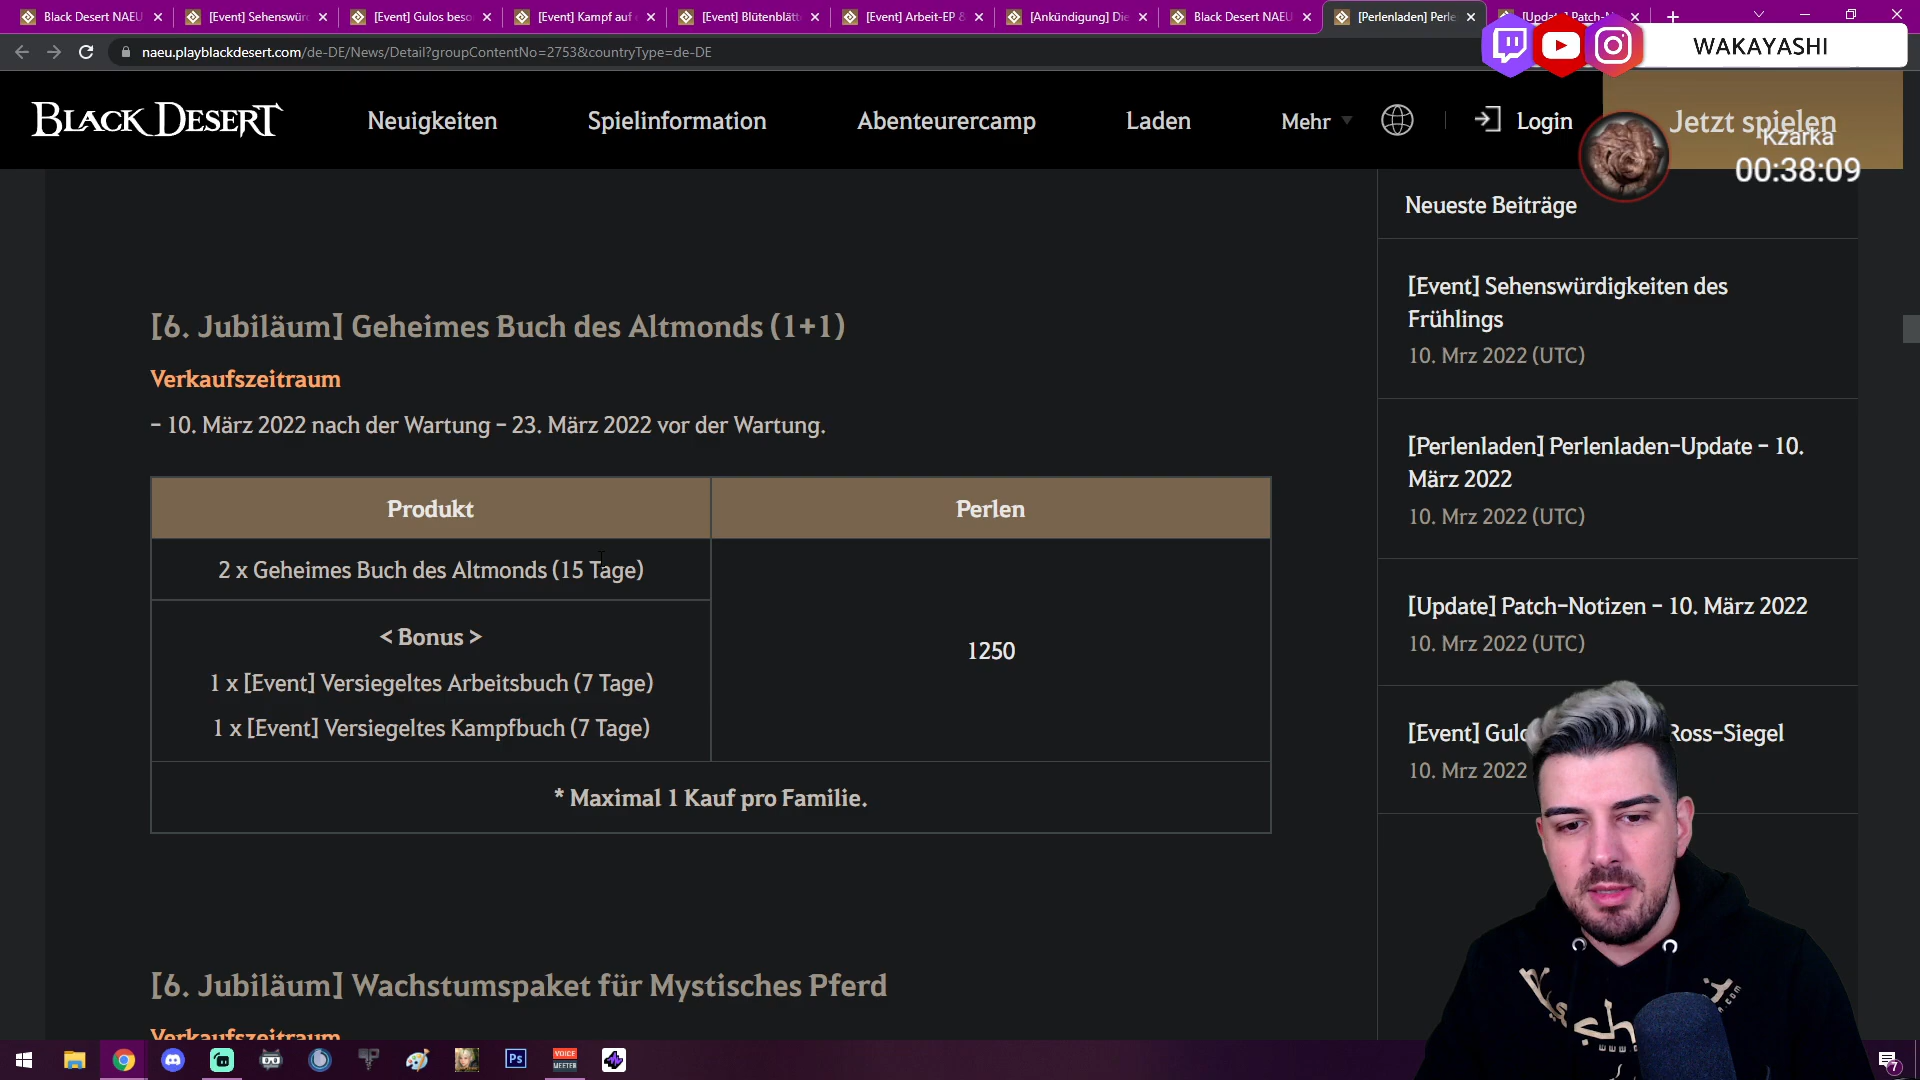 Black Desert NAEU
[Event] Sehenswür
[Event] Gulos beso
[Event] Kampf auf
[Event] Blütenblätt
[Event] Arbeit-EP &
[Ankündigung] Die
Black Desert NAEU
[Perlenladen] Perle
naeu.playblackdesert.com/de-DE/News/Detail?groupContentNo=2753&countryType=de-DE
WAKAYASHI
BLACK DESERT
Neuigkeiten
Spielinformation
Abenteurercamp
Laden
Mehr
Login
Jetzt spielen
Kzarka
00:38:09
[6. Jubiläum] Geheimes Buch des Altmonds (1+1)
Verkaufszeitraum
- 10. März 2022 nach der Wartung - 23. März 2022 vor der Wartung.
Produkt
Perlen
2 x Geheimes Buch des Altmonds (15 Tage)
< Bonus >
1 x [Event] Versiegeltes Arbeitsbuch (7 Tage)
1 x [Event] Versiegeltes Kampfbuch (7 Tage)
1250
* Maximal 1 Kauf pro Familie.
[6. Jubiläum] Wachstumspaket für Mystisches Pferd
Verkaufszeitraum
Neueste Beiträge
[Event] Sehenswürdigkeiten des
Frühlings
10. Mrz 2022 (UTC)
[Perlenladen] Perlenladen-Update - 10.
März 2022
10. Mrz 2022 (UTC)
[Update] Patch-Notizen - 10. März 2022
10. Mrz 2022 (UTC)
[Event] Gulo Ross-Siegel
10. Mrz 2022
Ps
VOICE
MEETER
7